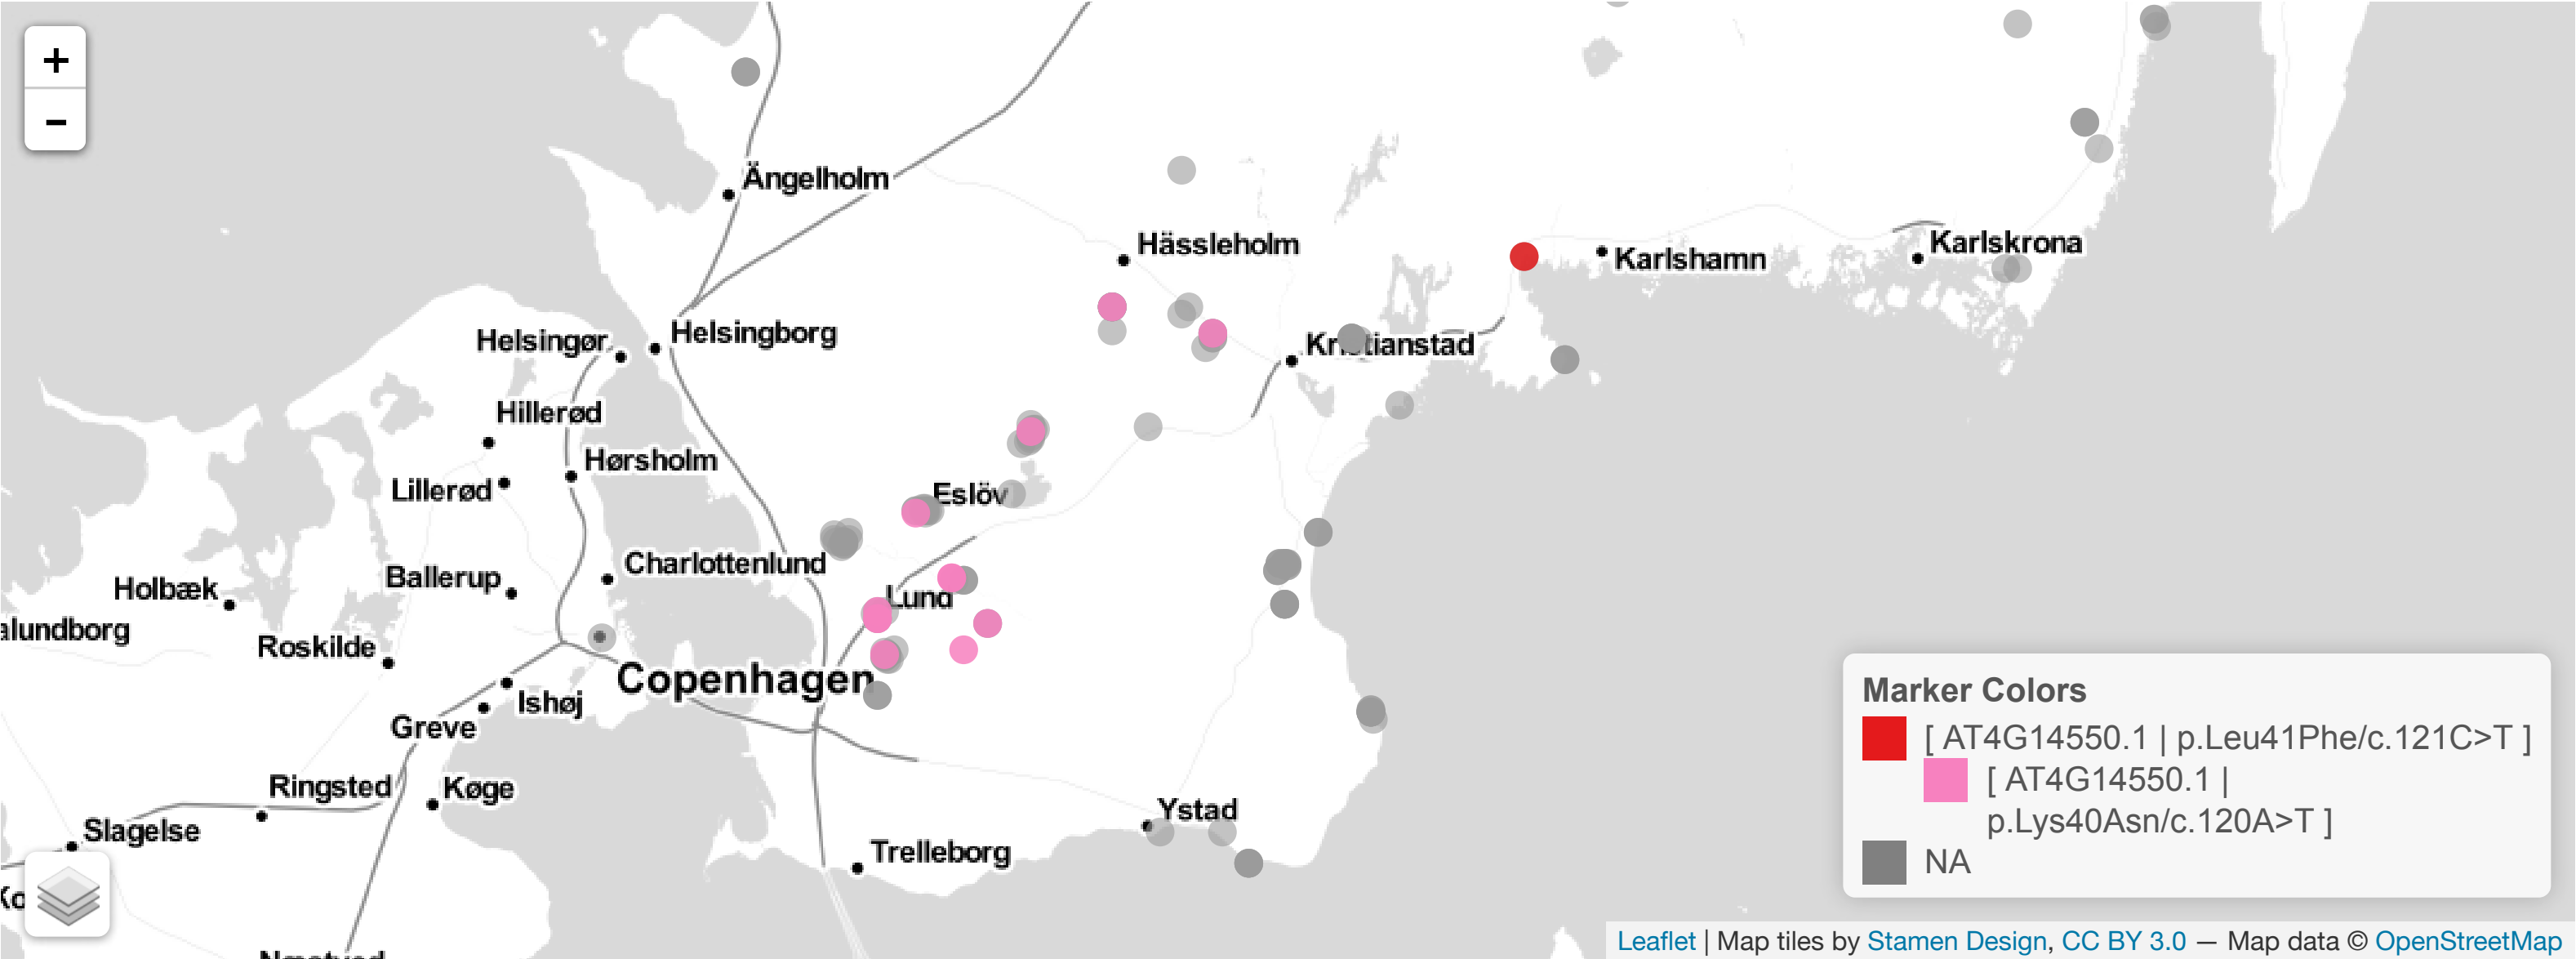 +
−
Ängelholm
Hässleholm
Karlskrona
Karlshamn
Helsingborg
Helsingør
Kristianstad
Hillerød
Hørsholm
Lillerød
Eslöv
Charlottenlund
Ballerup
Holbæk
Lund
alundborg
Roskilde
Copenhagen
Ishøj
Greve
Ringsted
Køge
Ystad
Slagelse
Trelleborg
Marker Colors
[ AT4G14550.1 | p.Leu41Phe/c.121C>T ]
[ AT4G14550.1 |
p.Lys40Asn/c.120A>T ]
NA
Leaflet | Map tiles by Stamen Design, CC BY 3.0 — Map data © OpenStreetMap